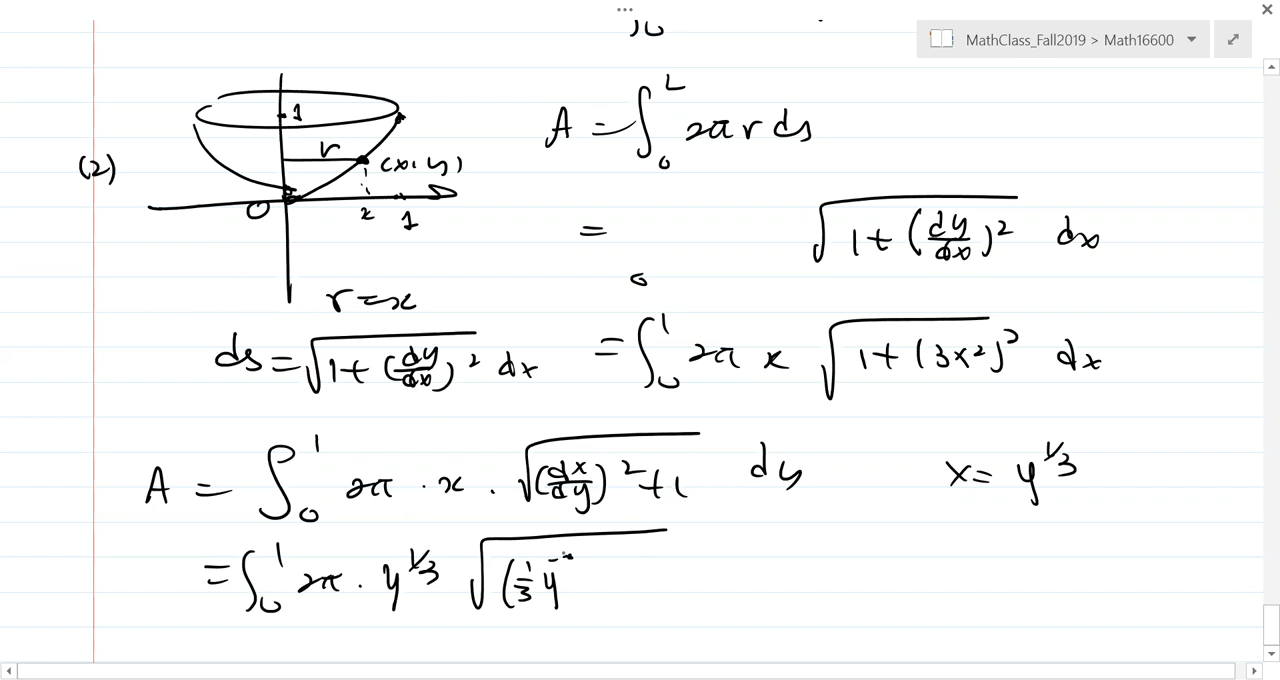 MathClass_Fall2019 > Math16600
(2)
1
r
(x, y)
O
x
1
A = ∫₀ᴸ 2π r ds
= √(1 + (dy/dx)²) dx
0
r = x
ds = √(1 + (dy/dx)²) dx
= ∫₀¹ 2π x √(1 + (3x²)²) dx
A = ∫₀¹ 2π · x · √((dx/dy)² + 1) dy
x = y^(1/3)
= ∫₀¹ 2π · y^(1/3) √( (1/3 y^-